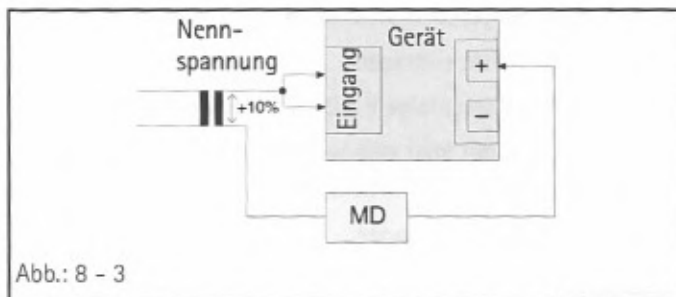 Nenn-
spannung
Gerät
Eingang
+
+10%
−
MD
Abb.: 8 - 3